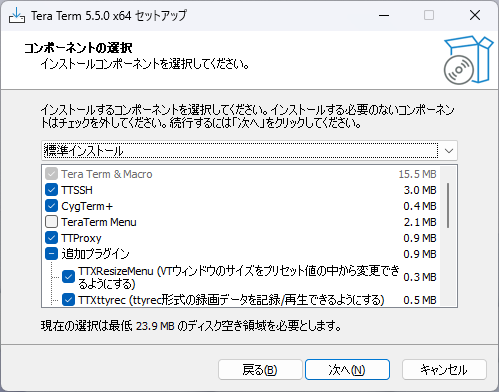 Tera Term 5.5.0 x64 セットアップ
コンポーネントの選択
インストールコンポーネントを選択してください。
インストールするコンポーネントを選択してください。インストールする必要のないコンポーネン
トはチェックを外してください。続行するには「次へ」をクリックしてください。
標準インストール
Tera Term & Macro 15.5 MB
TTSSH 3.0 MB
CygTerm+ 0.4 MB
TeraTerm Menu 2.1 MB
TTProxy 0.9 MB
追加プラグイン 0.9 MB
TTXResizeMenu (VTウィンドウのサイズをプリセット値の中から変更でき
るようにする) 0.3 MB
TTXttyrec (ttyrec形式の録画データを記録/再生できるようにする) 0.5 MB
現在の選択は最低 23.9 MB のディスク空き領域を必要とします。
戻る(B) 次へ(N) キャンセル